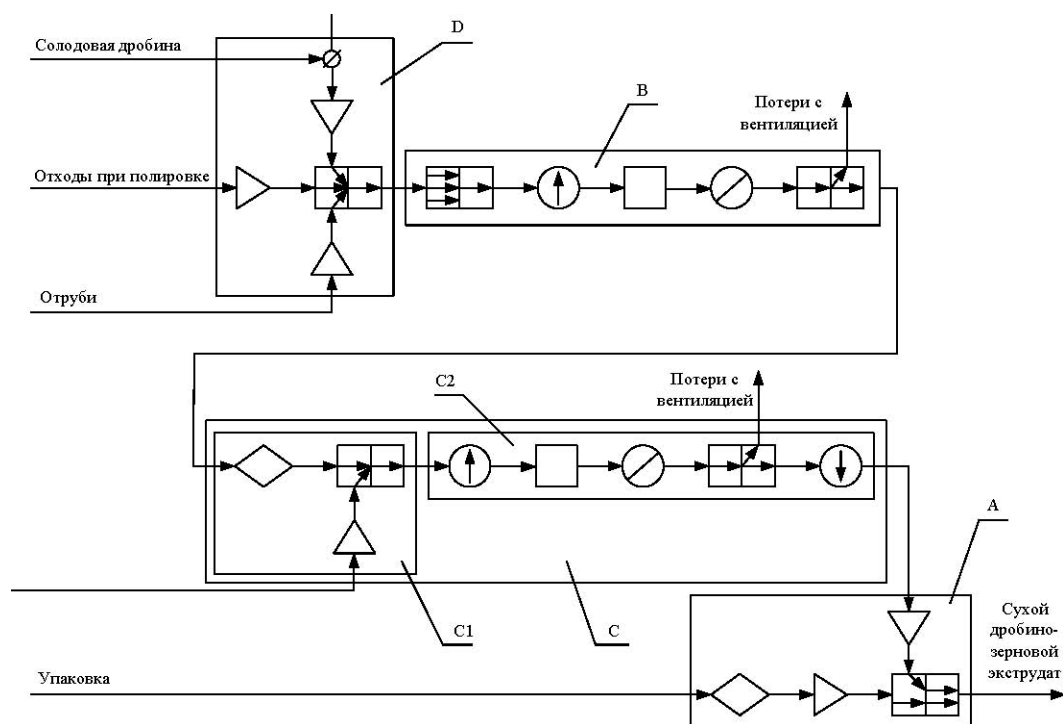 Солодовая дробина
D
B
Потери с
вентиляцией
Отходы при полировке
Отруби
C2
Потери с
вентиляцией
A
C1
C
Сухой
дробино-
зерновой
экструдат
Упаковка